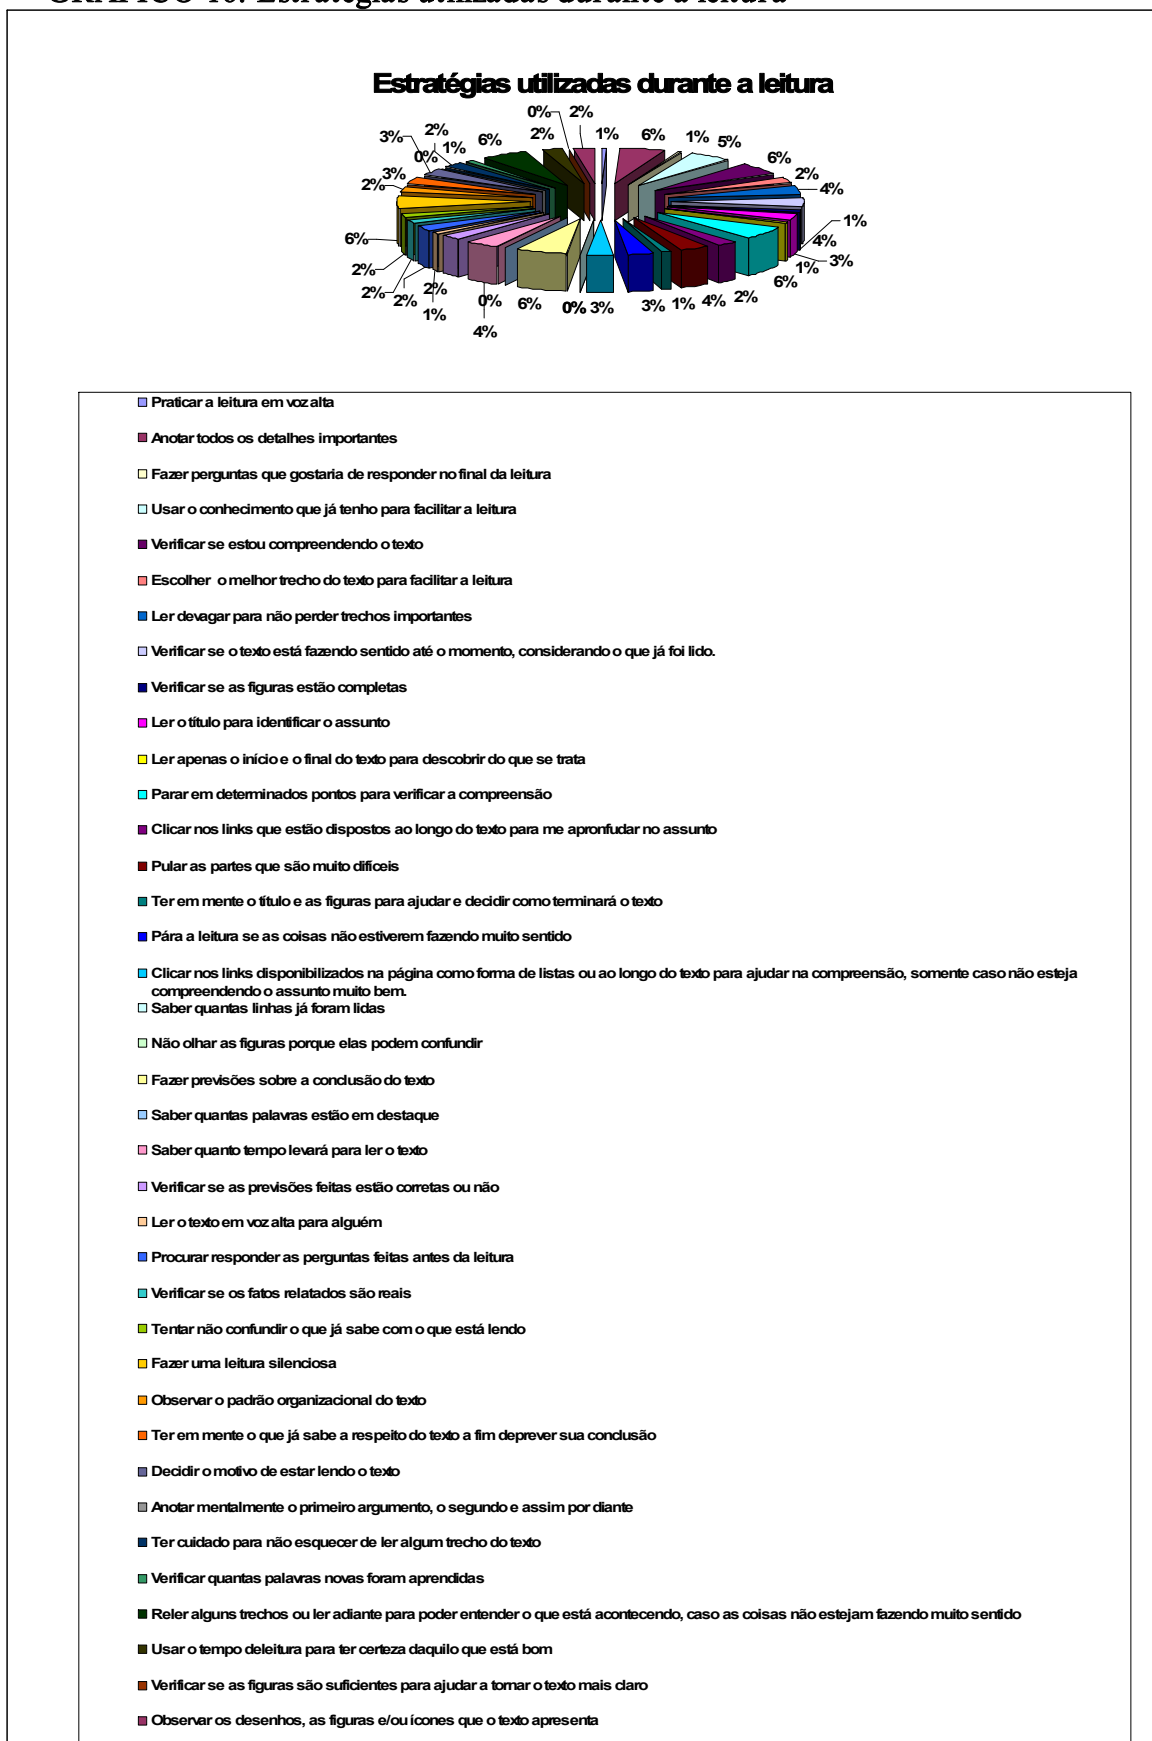 GRÁFICO 16: Estratégias utilizadas durante a leitura
Estratégias utilizadas durante a leitura
0% 2%
3% 2% 1% 6% 2% 1% 6% 1% 5%
0% 6%
3% 2%
2% 4%
1%
4%
6% 3%
1%
2% 6%
2% 2% 2% 1% 0% 6% 0% 0% 3% 3% 1% 4% 2%
4%
Praticar a leitura em voz alta
Anotar todos os detalhes importantes
Fazer perguntas que gostaria de responder no final da leitura
Usar o conhecimento que já tenho para facilitar a leitura
Verificar se estou compreendendo o texto
Escolher o melhor trecho do texto para facilitar a leitura
Ler devagar para não perder trechos importantes
Verificar se o texto está fazendo sentido até o momento, considerando o que já foi lido.
Verificar se as figuras estão completas
Ler o título para identificar o assunto
Ler apenas o início e o final do texto para descobrir do que se trata
Parar em determinados pontos para verificar a compreensão
Clicar nos links que estão dispostos ao longo do texto para me apronfudar no assunto
Pular as partes que são muito difíceis
Ter em mente o título e as figuras para ajudar e decidir como terminará o texto
Pára a leitura se as coisas não estiverem fazendo muito sentido
Clicar nos links disponibilizados na página como forma de listas ou ao longo do texto para ajudar na compreensão, somente caso não esteja
compreendendo o assunto muito bem.
Saber quantas linhas já foram lidas
Não olhar as figuras porque elas podem confundir
Fazer previsões sobre a conclusão do texto
Saber quantas palavras estão em destaque
Saber quanto tempo levará para ler o texto
Verificar se as previsões feitas estão corretas ou não
Ler o texto em voz alta para alguém
Procurar responder as perguntas feitas antes da leitura
Verificar se os fatos relatados são reais
Tentar não confundir o que já sabe com o que está lendo
Fazer uma leitura silenciosa
Observar o padrão organizacional do texto
Ter em mente o que já sabe a respeito do texto a fim deprever sua conclusão
Decidir o motivo de estar lendo o texto
Anotar mentalmente o primeiro argumento, o segundo e assim por diante
Ter cuidado para não esquecer de ler algum trecho do texto
Verificar quantas palavras novas foram aprendidas
Reler alguns trechos ou ler adiante para poder entender o que está acontecendo, caso as coisas não estejam fazendo muito sentido
Usar o tempo deleitura para ter certeza daquilo que está bom
Verificar se as figuras são suficientes para ajudar a tornar o texto mais claro
Observar os desenhos, as figuras e/ou ícones que o texto apresenta